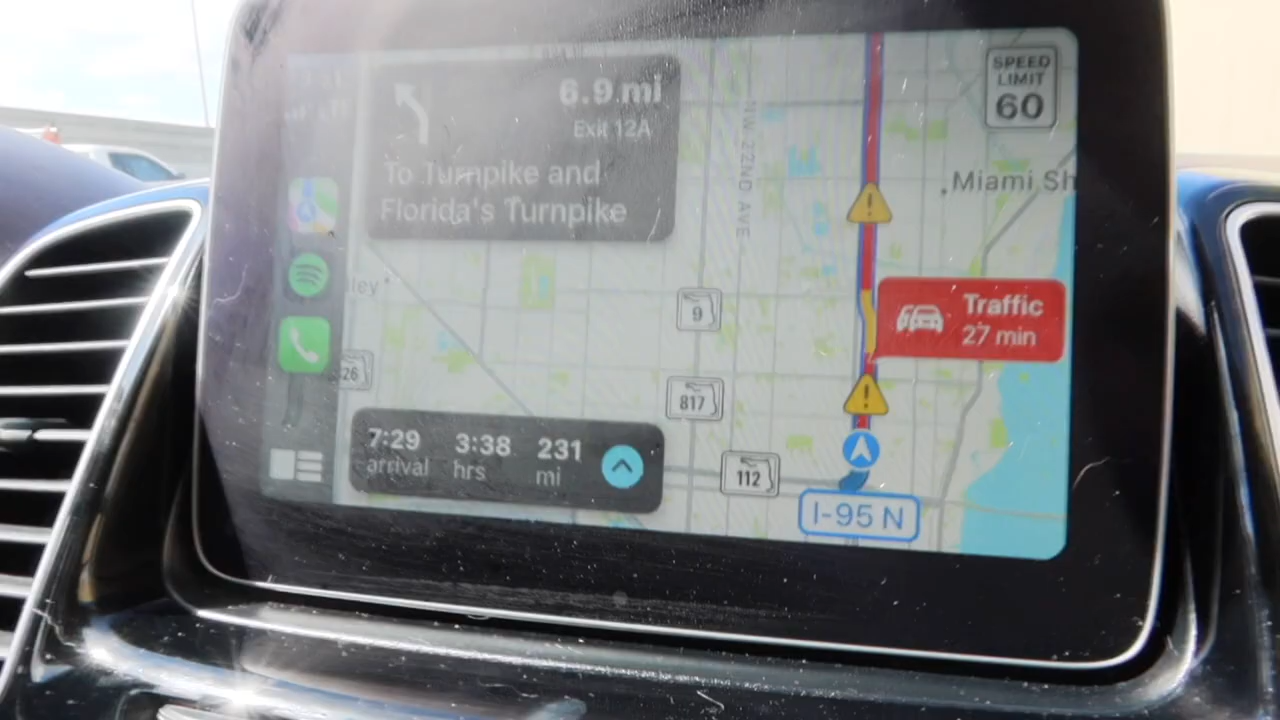 6.9 mi
Exit 12A
To Turnpike and
Florida's Turnpike
SPEED
LIMIT
60
NW 22ND AVE
Miami Sh
ley
9
Traffic
27 min
26
817
7:29 3:38 231
arrival hrs mi
112
I-95 N